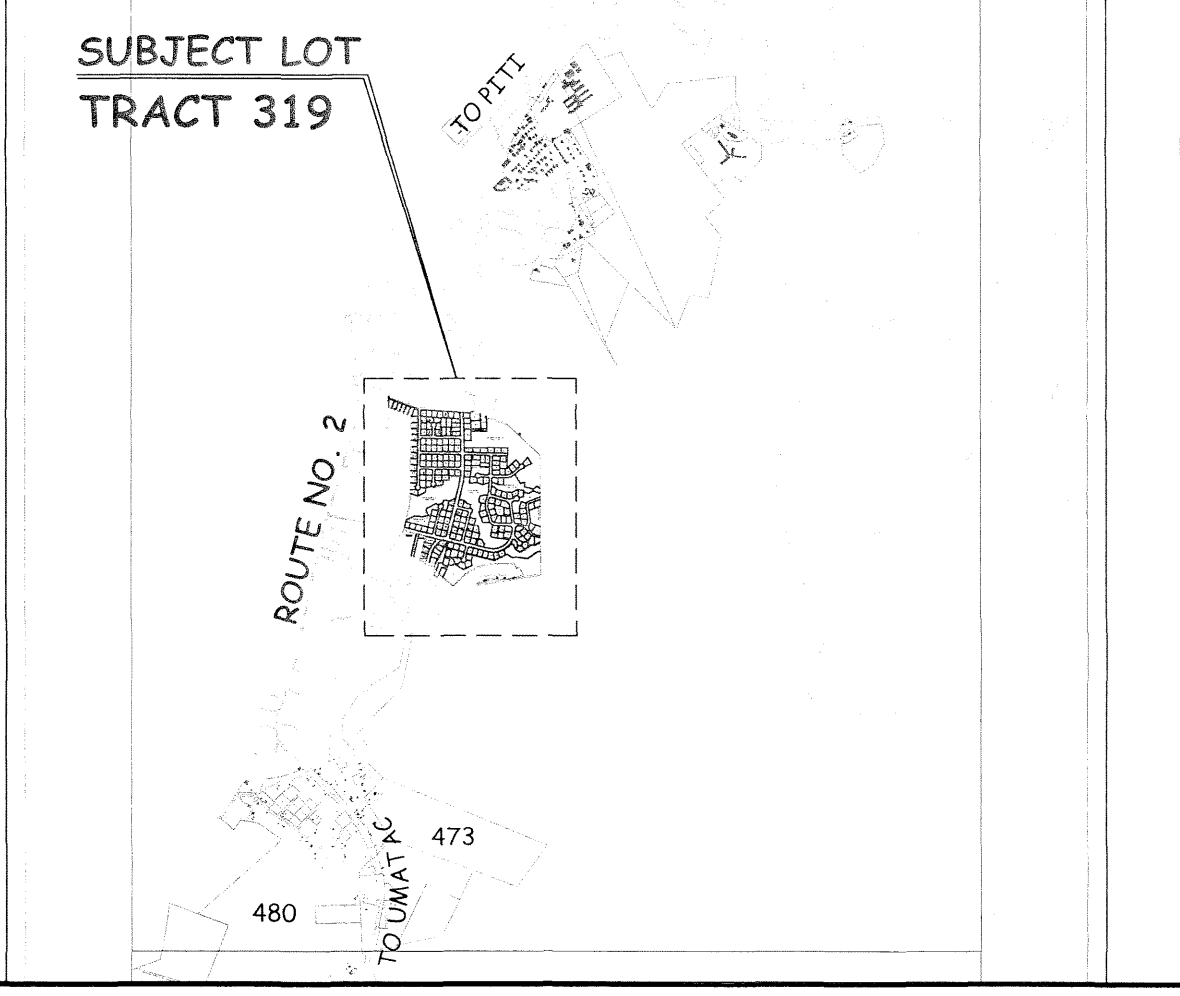 SUBJECT LOT
TRACT 319
TO PITI
ROUTE NO. 2
473
480
TO UMATAC